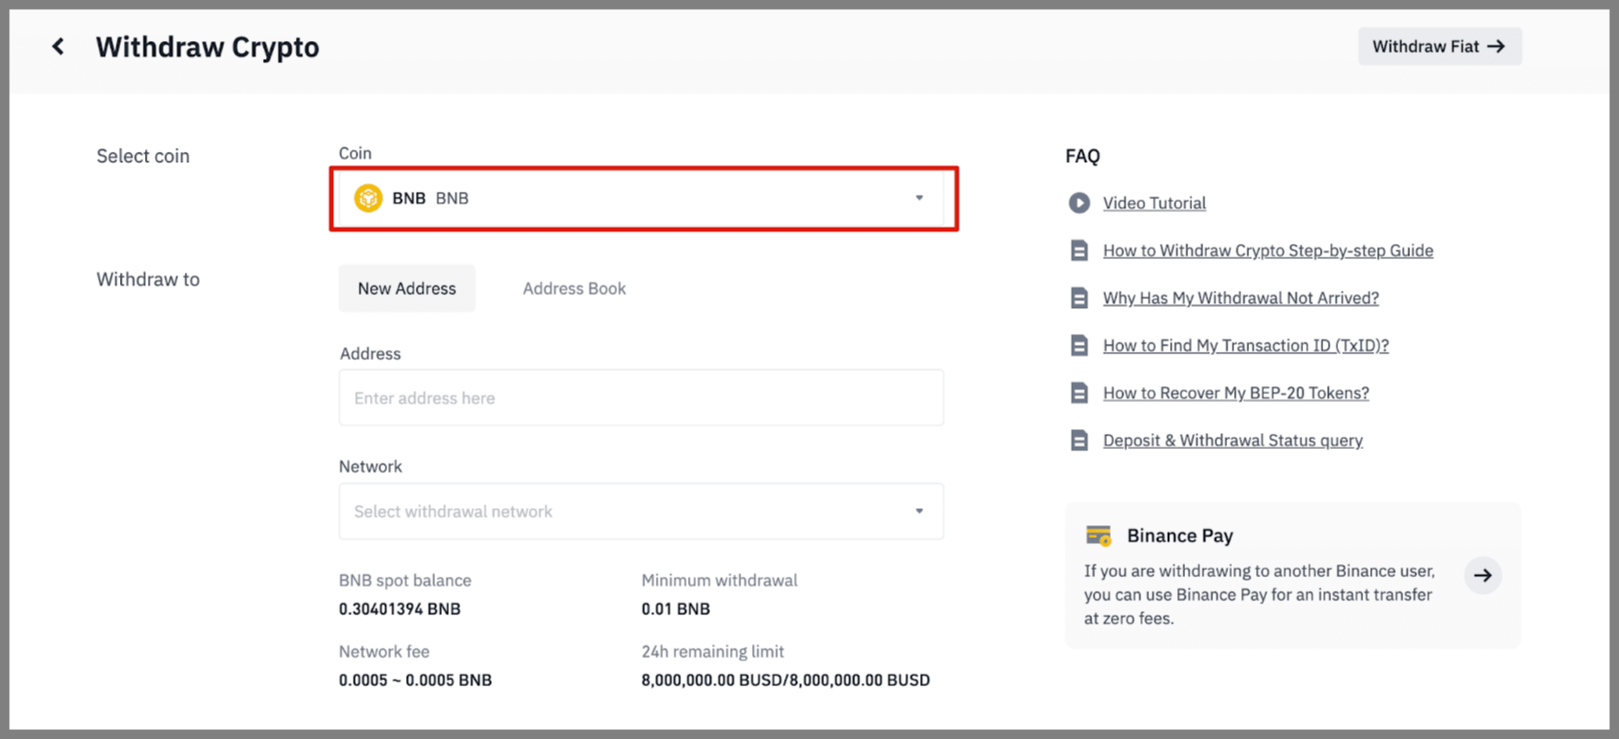 Withdraw Crypto
Withdraw Fiat →
Select coin
Coin
BNB BNB
Withdraw to
New Address
Address Book
Address
Enter address here
Network
Select withdrawal network
BNB spot balance
0.30401394 BNB
Minimum withdrawal
0.01 BNB
Network fee
0.0005 ~ 0.0005 BNB
24h remaining limit
8,000,000.00 BUSD/8,000,000.00 BUSD
FAQ
Video Tutorial
How to Withdraw Crypto Step-by-step Guide
Why Has My Withdrawal Not Arrived?
How to Find My Transaction ID (TxID)?
How to Recover My BEP-20 Tokens?
Deposit & Withdrawal Status query
Binance Pay
If you are withdrawing to another Binance user,
you can use Binance Pay for an instant transfer
at zero fees.